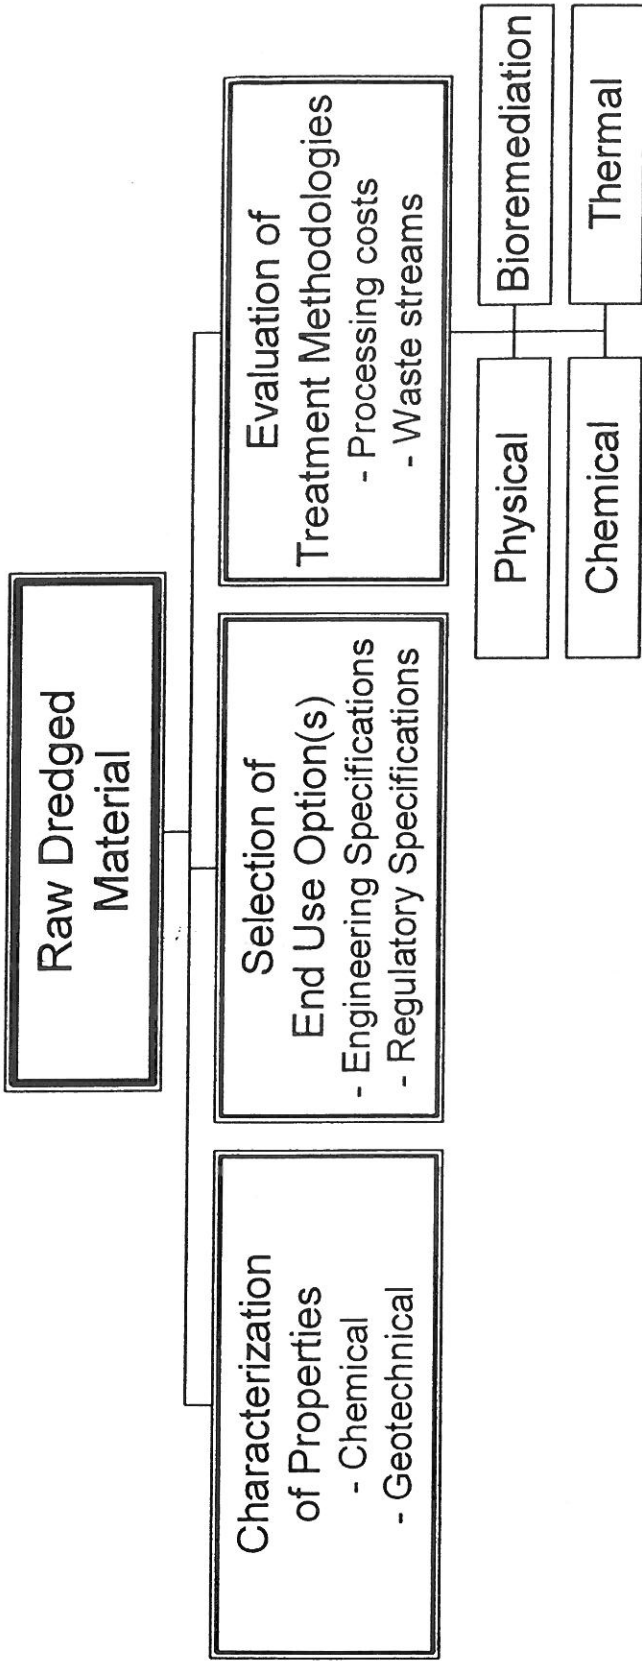 Raw Dredged
Material
Characterization
of Properties
- Chemical
- Geotechnical
Selection of
End Use Option(s)
- Engineering Specifications
- Regulatory Specifications
Evaluation of
Treatment Methodologies
- Processing costs
- Waste streams
Physical
Bioremediation
Chemical
Thermal